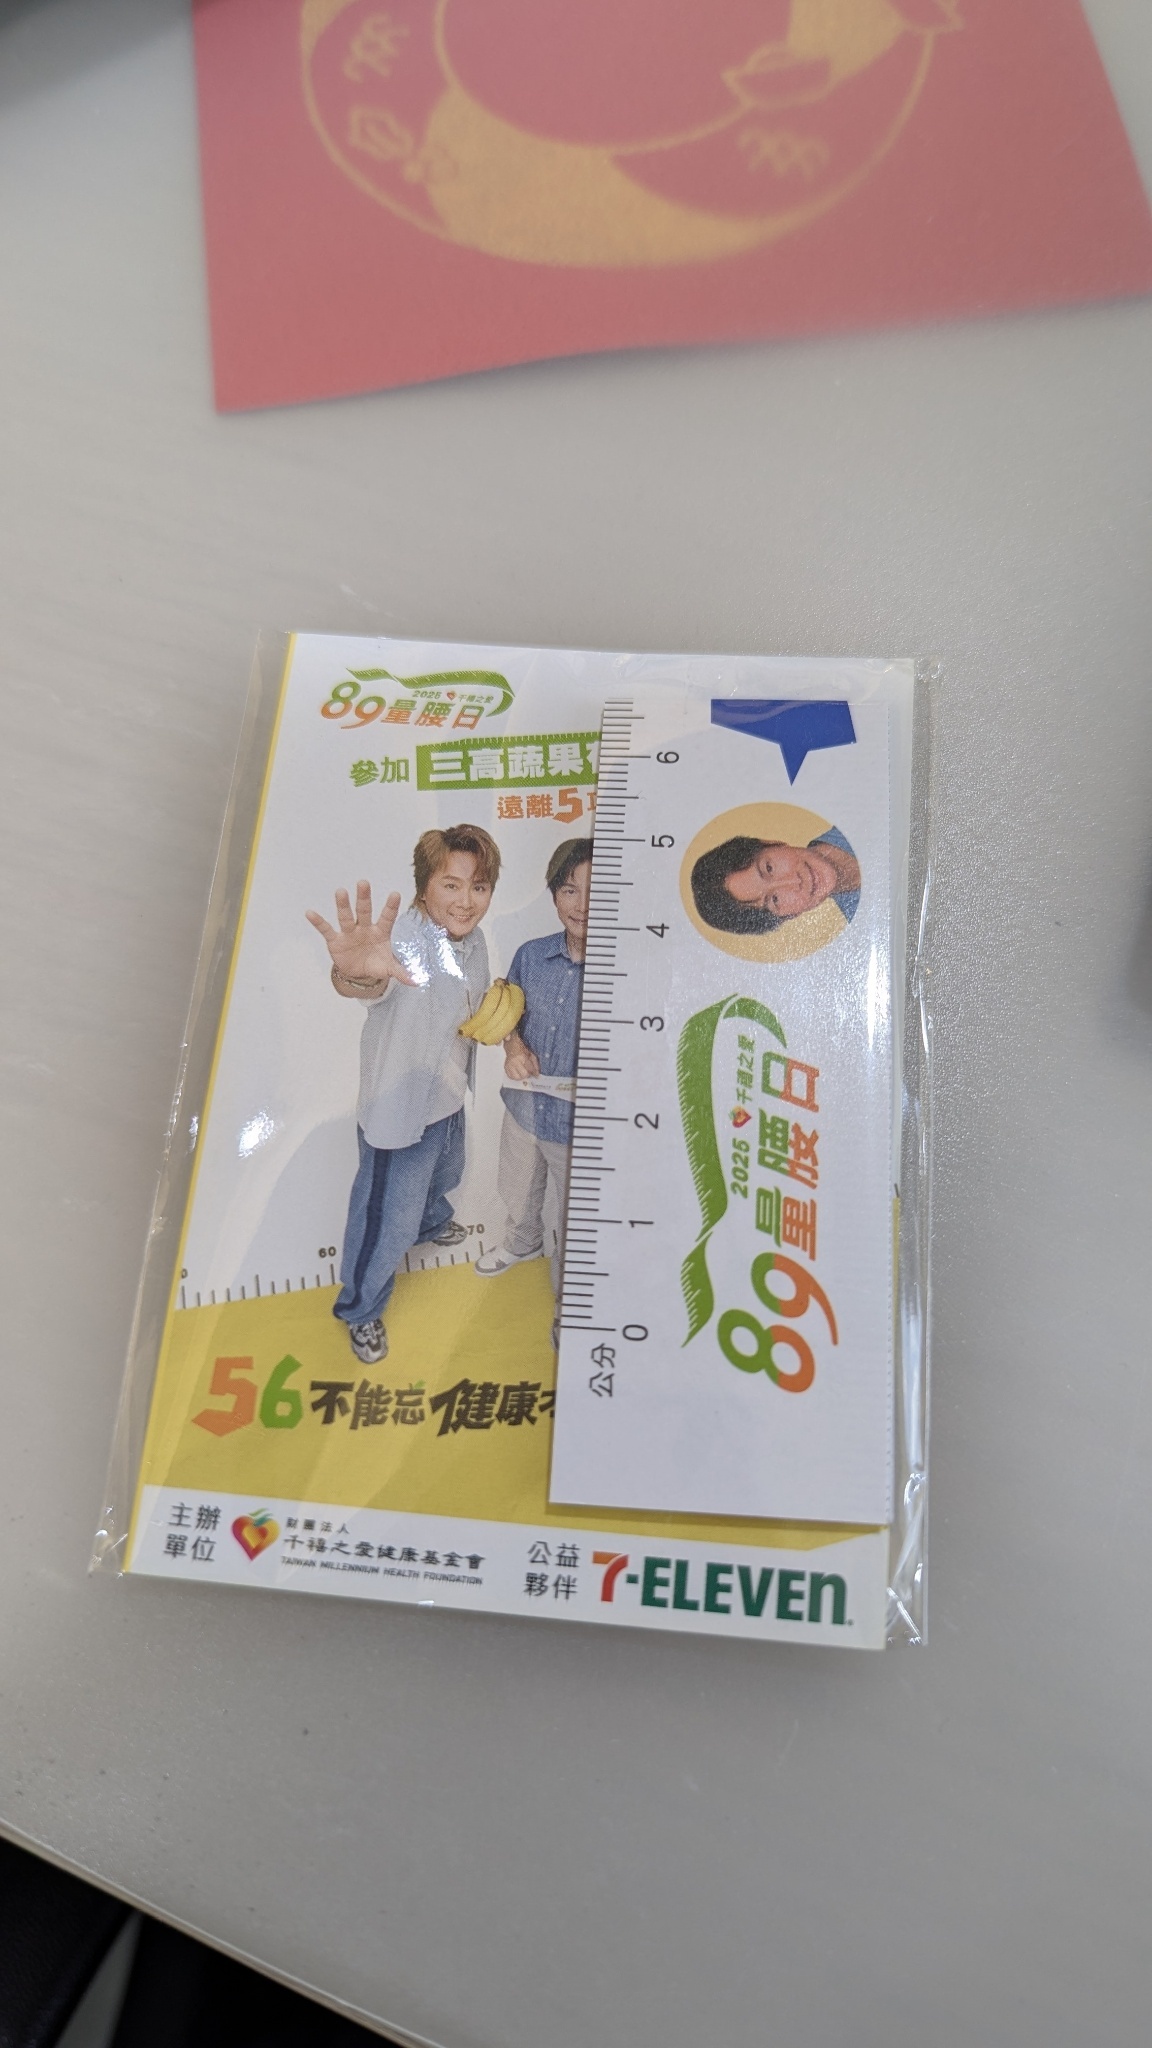 2025 千禧之愛
89量腰日
參加 三高蔬果
遠離5
60
70
56不能忘健康
主辦單位
財團法人
千禧之愛健康基金會
TAIWAN MILLENNIUM HEALTH FOUNDATION
公益夥伴
7-ELEVEn
公分 0 1 2 3 4 5 6
2025 千禧之愛
89量腰日